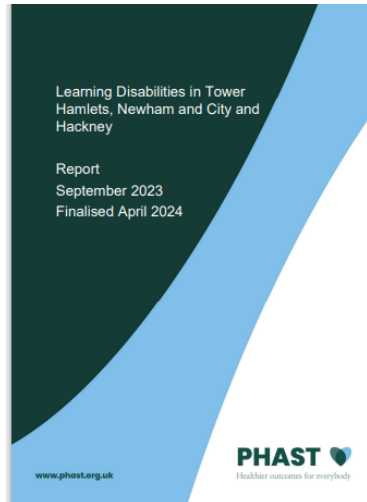 Learning Disabilities in Tower
Hamlets, Newham and City and
Hackney
Report
September 2023
Finalised April 2024
www.phast.org.uk
PHAST
Healthier outcomes for everybody